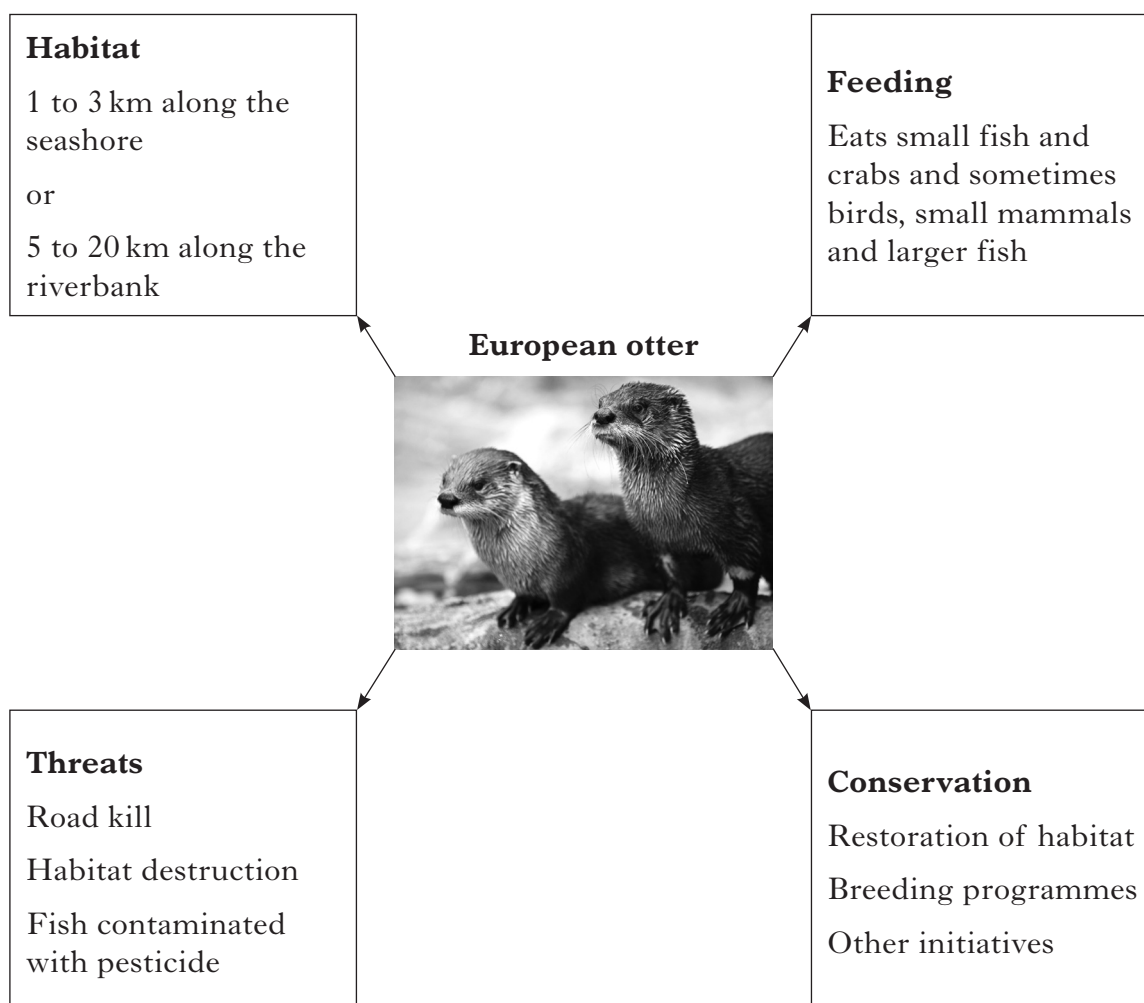 Habitat
1 to 3 km along the
seashore
or
5 to 20 km along the
riverbank
Feeding
Eats small fish and
crabs and sometimes
birds, small mammals
and larger fish
European otter
Threats
Road kill
Habitat destruction
Fish contaminated
with pesticide
Conservation
Restoration of habitat
Breeding programmes
Other initiatives